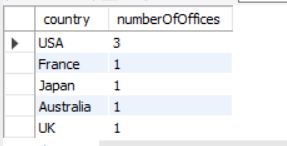 country numberOfOffices
USA 3
France 1
Japan 1
Australia 1
UK 1